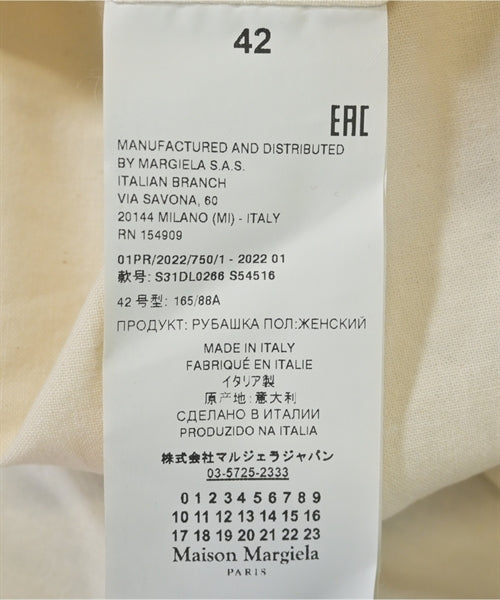 42
EAC
MANUFACTURED AND DISTRIBUTED
BY MARGIELA S.A.S.
ITALIAN BRANCH
VIA SAVONA, 60
20144 MILANO (MI) - ITALY
RN 154909
01PR/2022/750/1 - 2022 01
款号: S31DL0266 S54516
42 号型: 165/88A
ПРОДУКТ: РУБАШКА ПОЛ:ЖЕНСКИЙ
MADE IN ITALY
FABRIQUÉ EN ITALIE
イタリア製
原产地: 意大利
СДЕЛАНО В ИТАЛИИ
PRODUZIDO NA ITALIA
株式会社マルジェラジャパン
03-5725-2333
0 1 2 3 4 5 6 7 8 9
10 11 12 13 14 15 16
17 18 19 20 21 22 23
Maison Margiela
PARIS